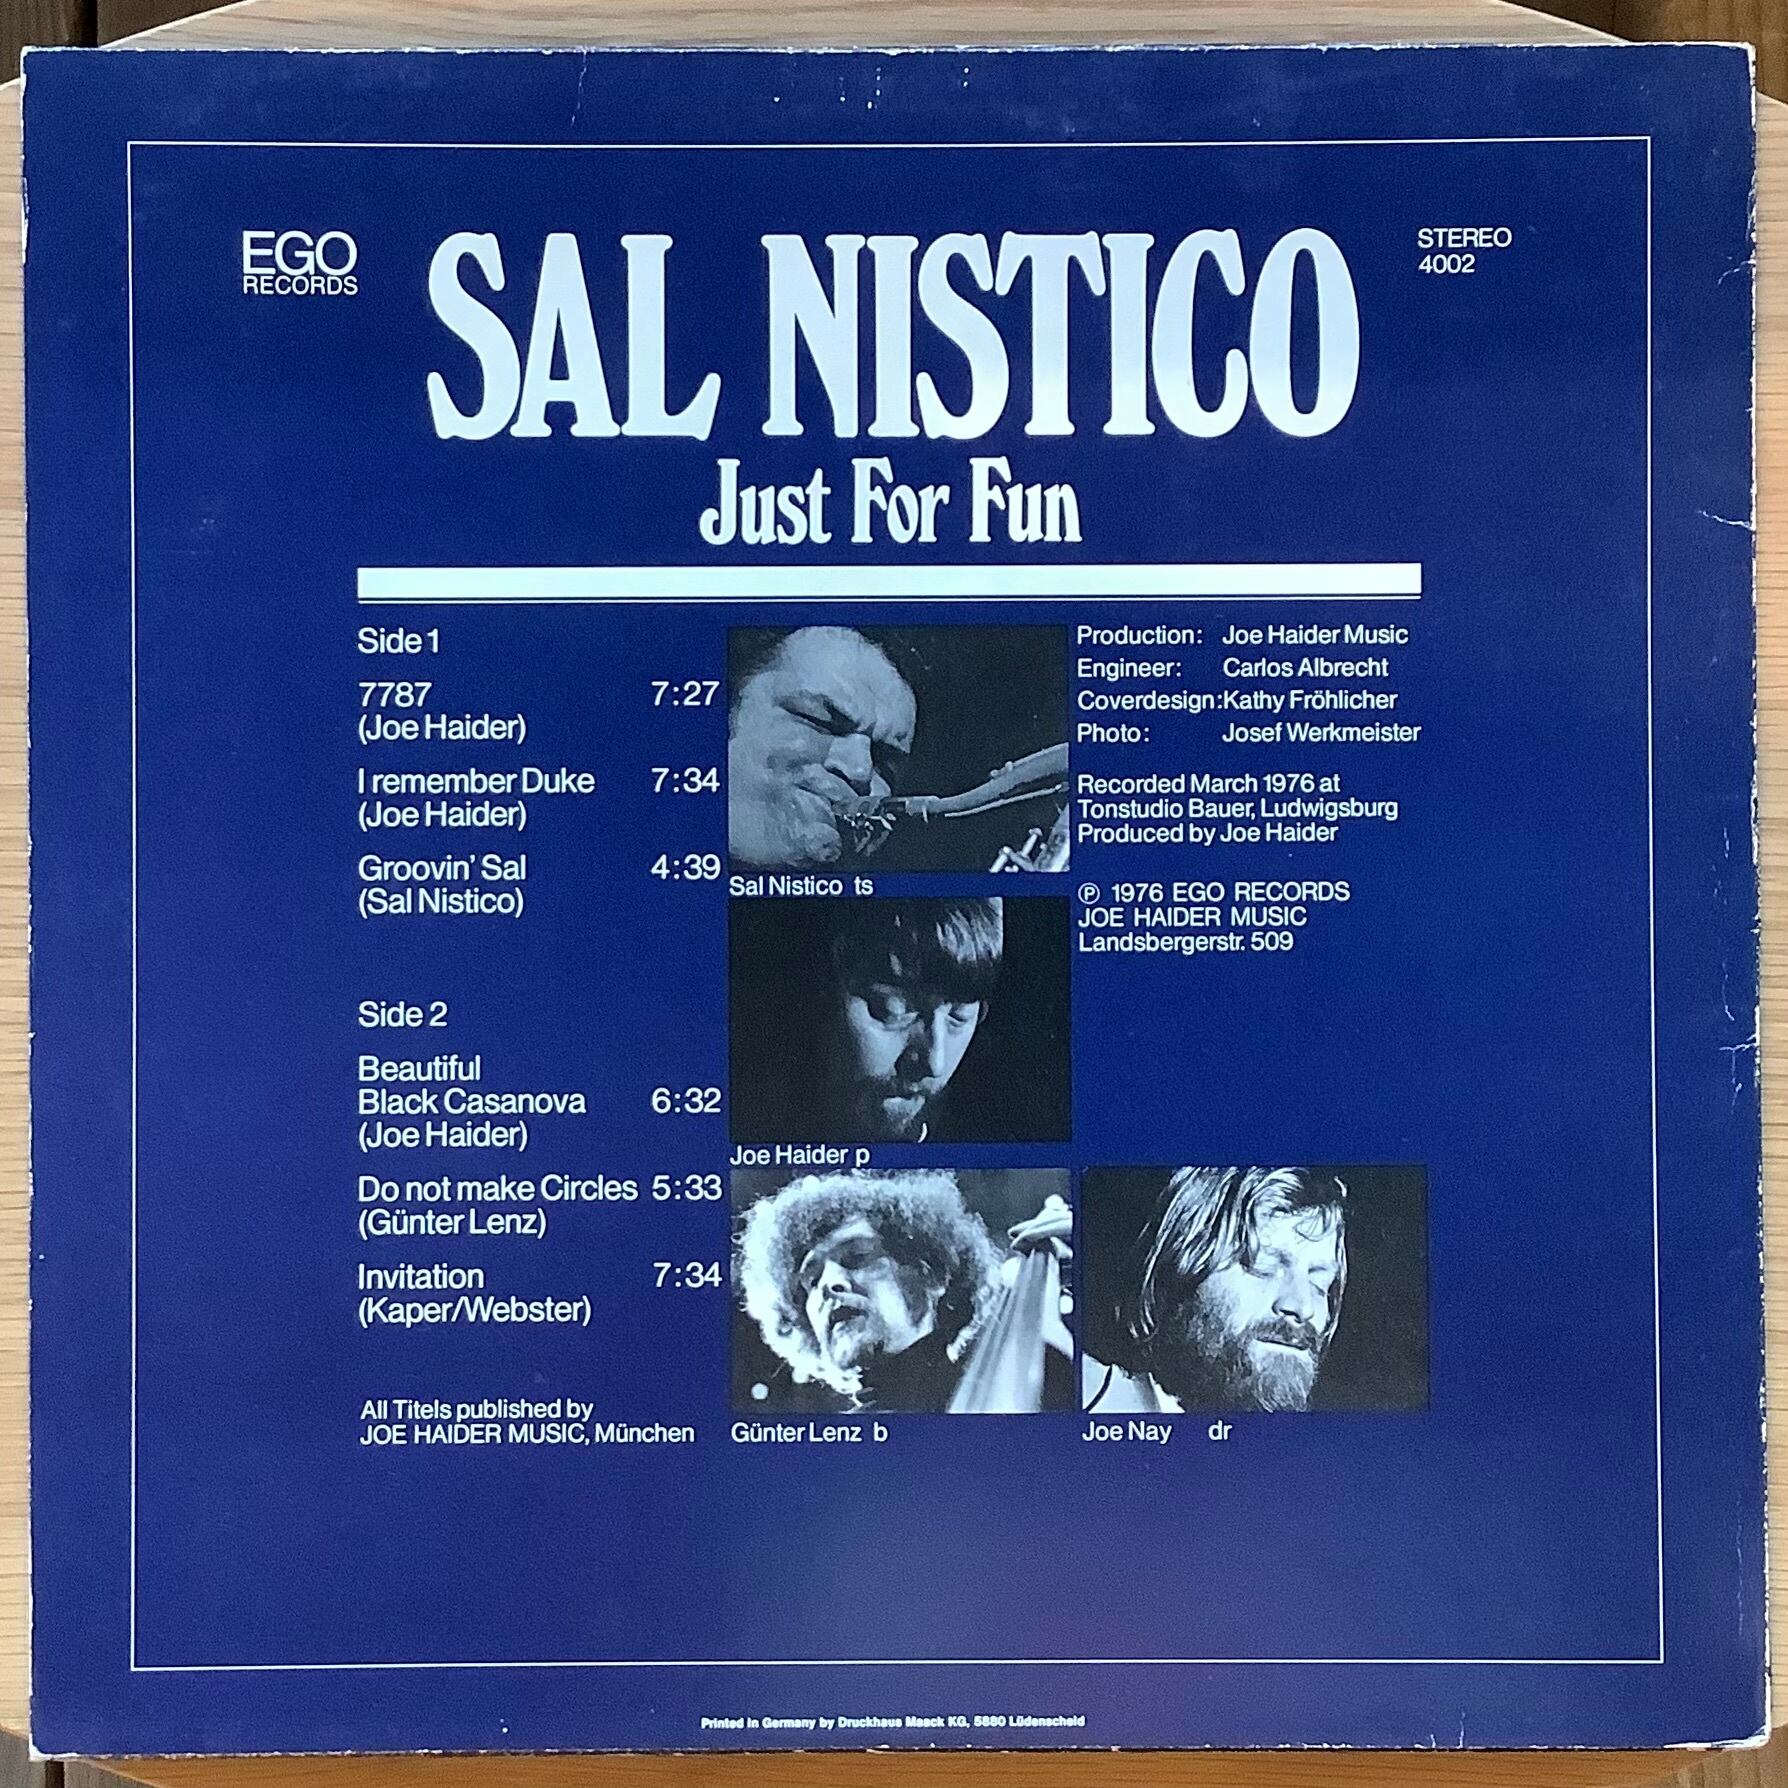 EGO
RECORDS
SAL NISTICO
STEREO
4002
Just For Fun
Side 1
7787 7:27
(Joe Haider)
I remember Duke 7:34
(Joe Haider)
Groovin' Sal 4:39
(Sal Nistico)
Side 2
Beautiful
Black Casanova 6:32
(Joe Haider)
Do not make Circles 5:33
(Günter Lenz)
Invitation 7:34
(Kaper/Webster)
All Titels published by
JOE HAIDER MUSIC, München
Sal Nistico ts
Joe Haider p
Günter Lenz b
Joe Nay dr
Production: Joe Haider Music
Engineer: Carlos Albrecht
Coverdesign: Kathy Fröhlicher
Photo: Josef Werkmeister
Recorded March 1976 at
Tonstudio Bauer, Ludwigsburg
Produced by Joe Haider
℗ 1976 EGO RECORDS
JOE HAIDER MUSIC
Landsbergerstr. 509
Printed in Germany by Druckhaus Maack KG, 5880 Lüdenscheid